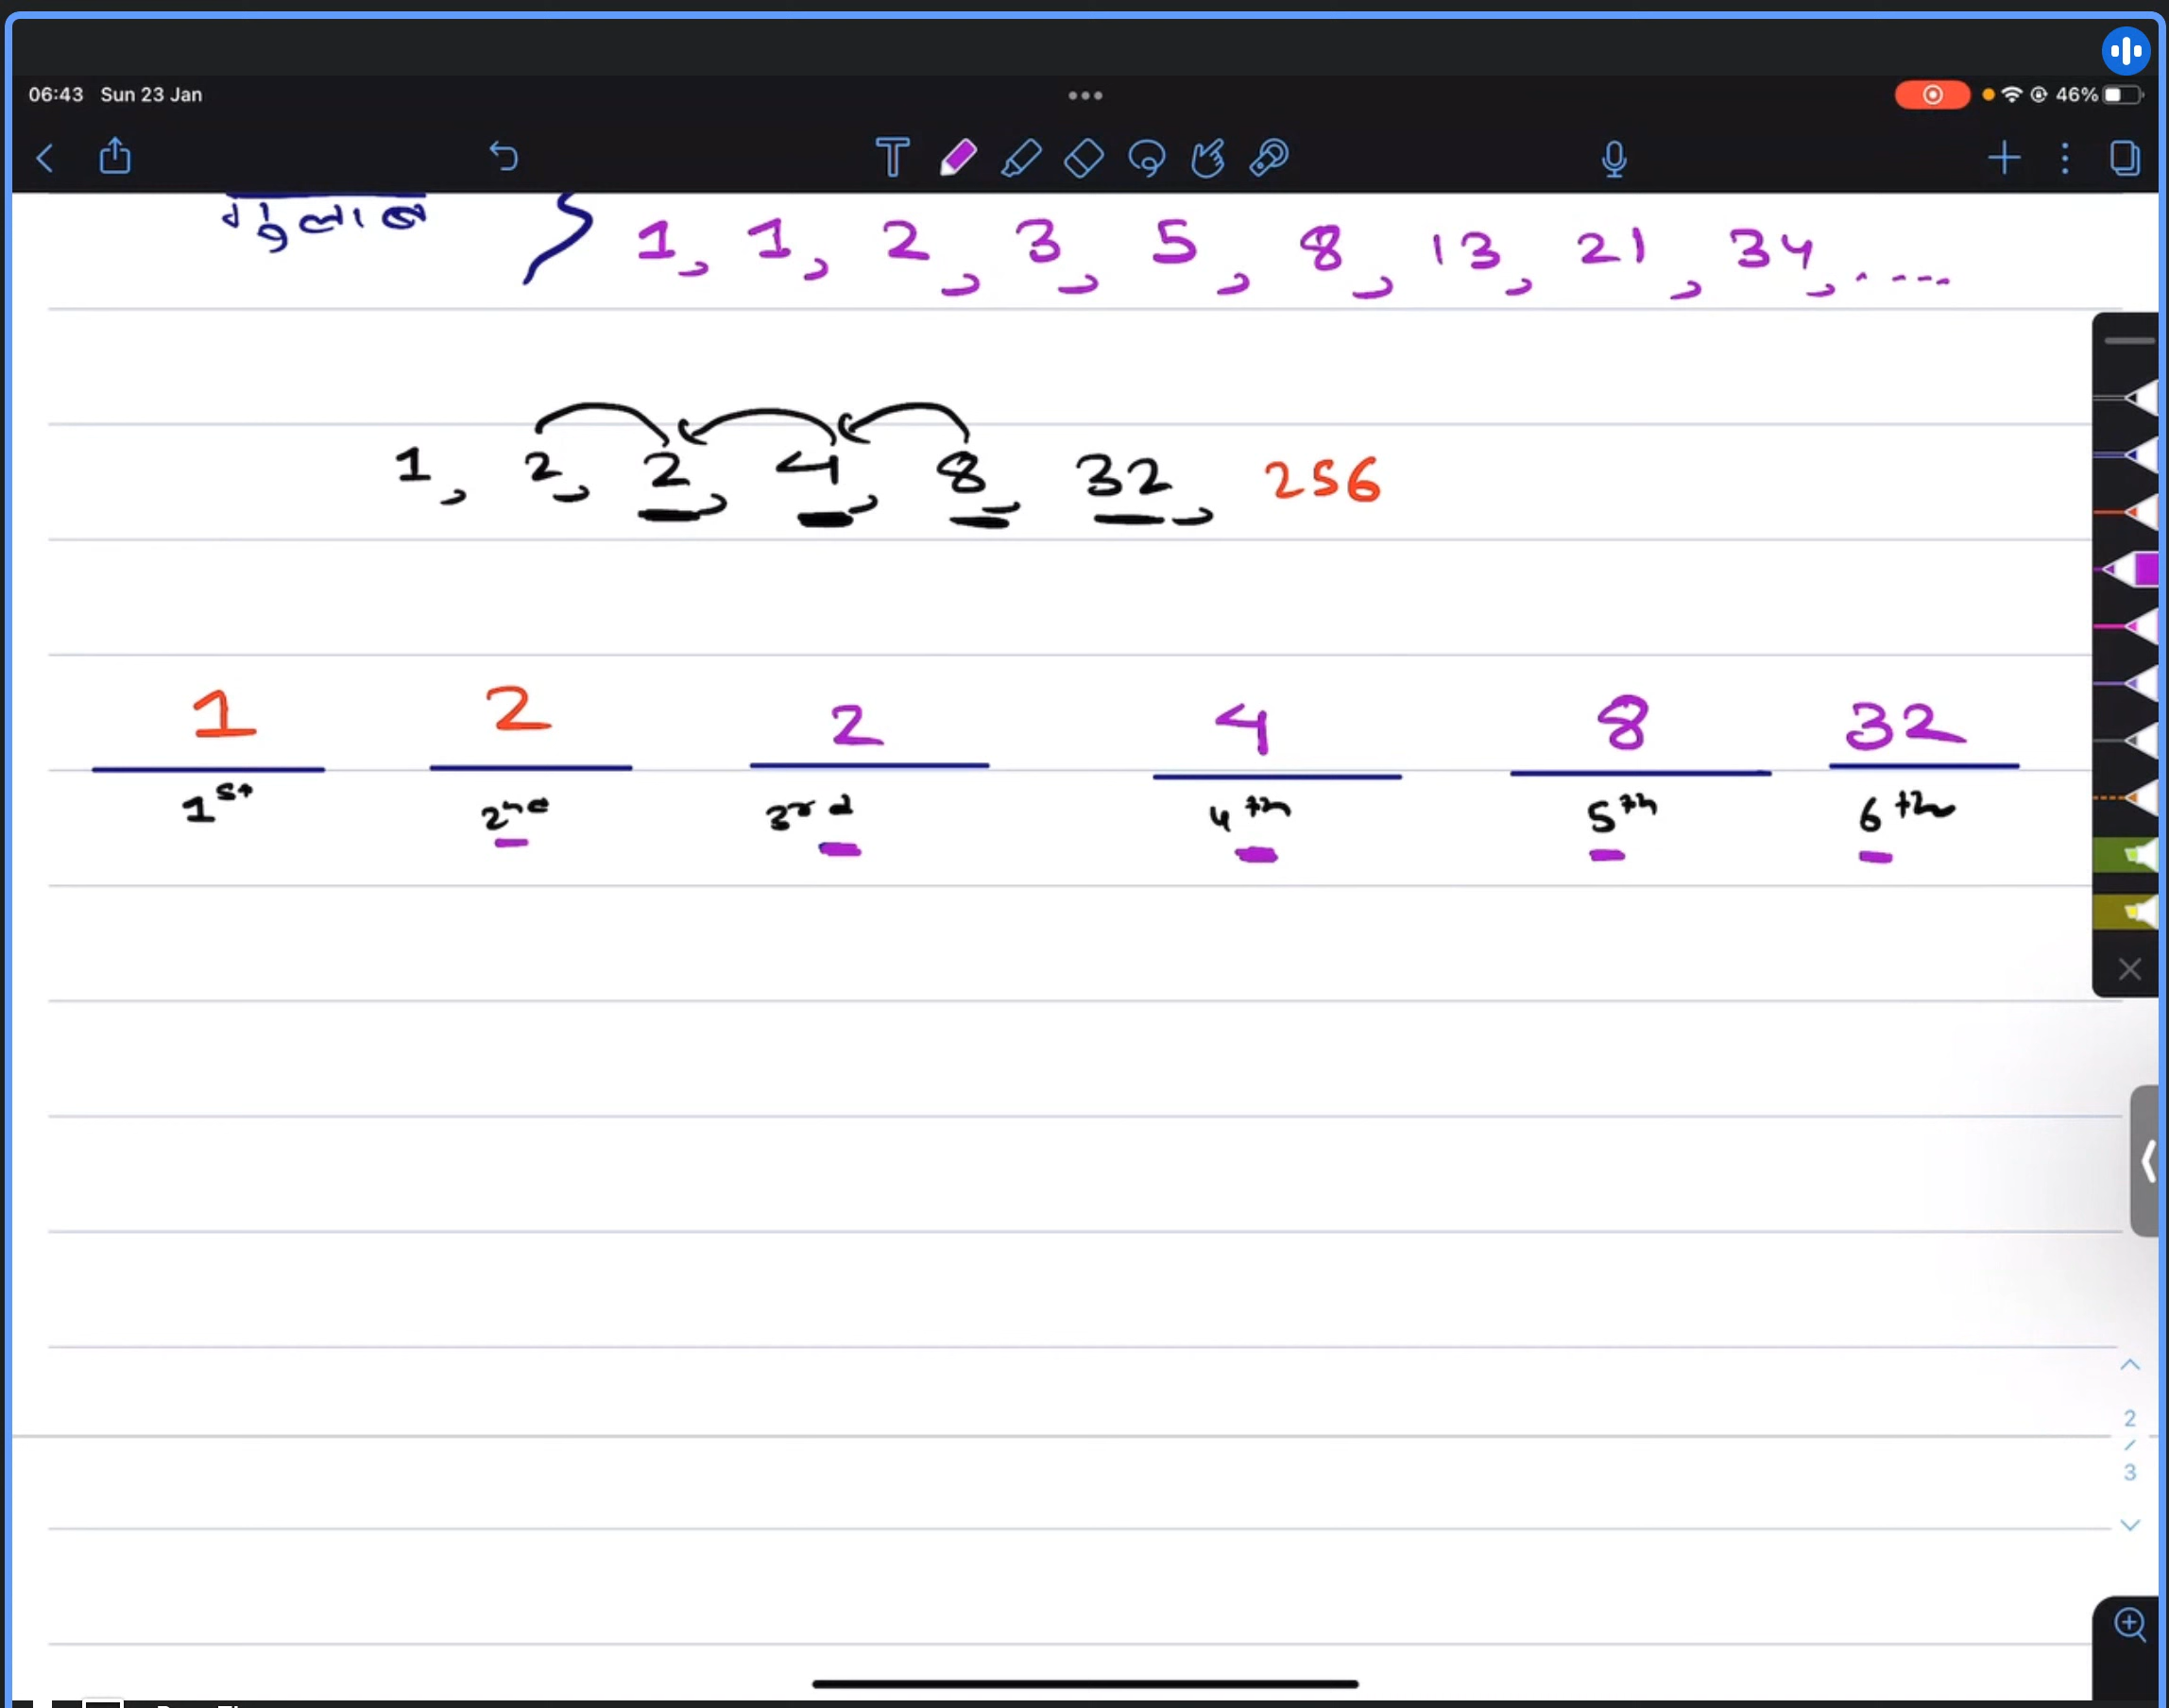 06:43 Sun 23 Jan
46%
1, 1, 2, 3, 5, 8, 13, 21, 34, .....
1, 2, 2, 4, 8, 32, 256
1 2 2 4 8 32
1st 2nd 3rd 4th 5th 6th
2
/
3